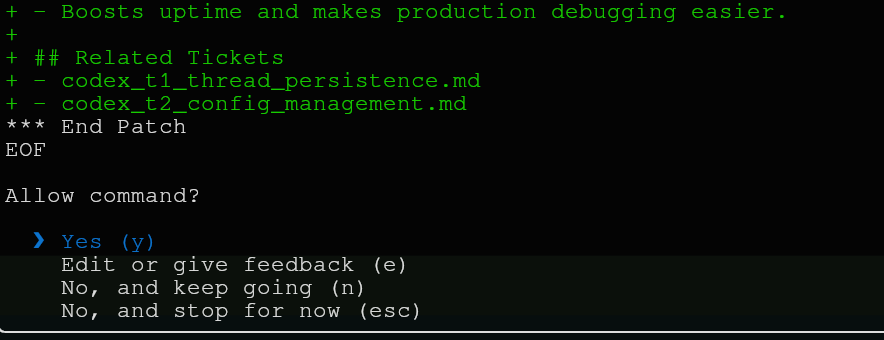 + - Boosts uptime and makes production debugging easier.
+
+ ## Related Tickets
+ - codex_t1_thread_persistence.md
+ - codex_t2_config_management.md
*** End Patch
EOF
Allow command?
❯ Yes (y)
Edit or give feedback (e)
No, and keep going (n)
No, and stop for now (esc)